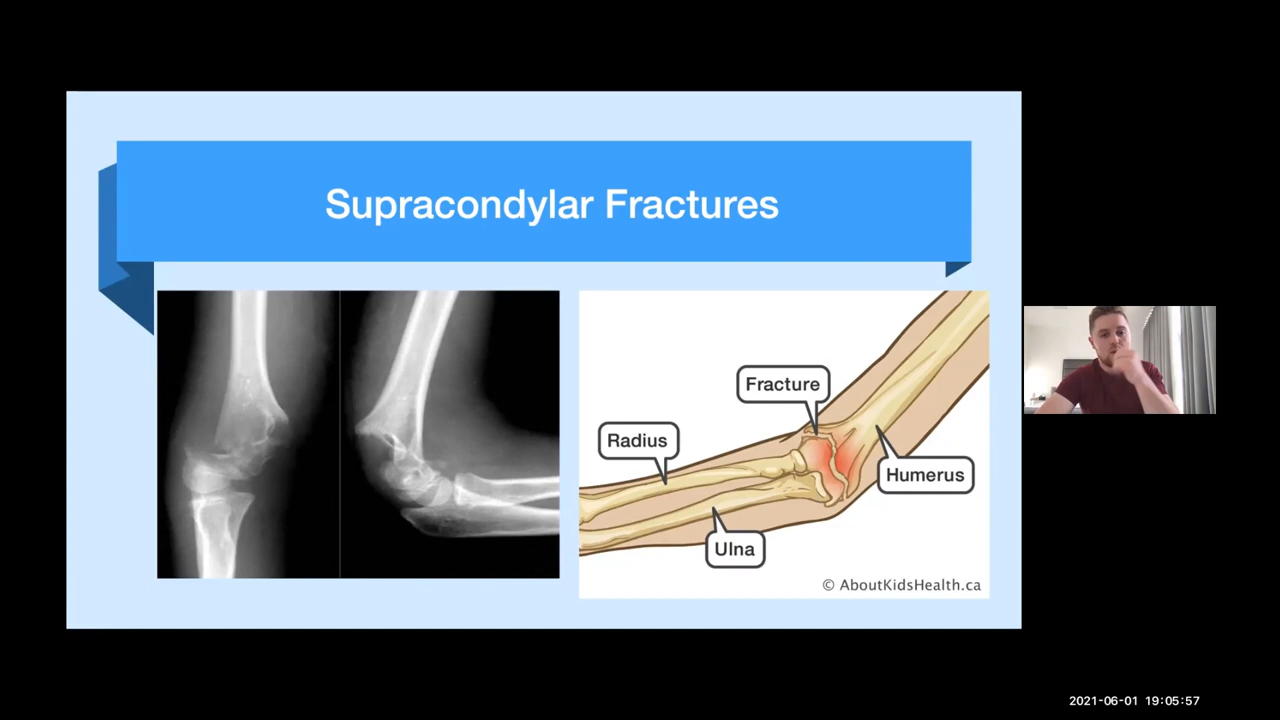 Supracondylar Fractures
Fracture
Radius
Humerus
Ulna
© AboutKidsHealth.ca
2021-06-01 19:05:57